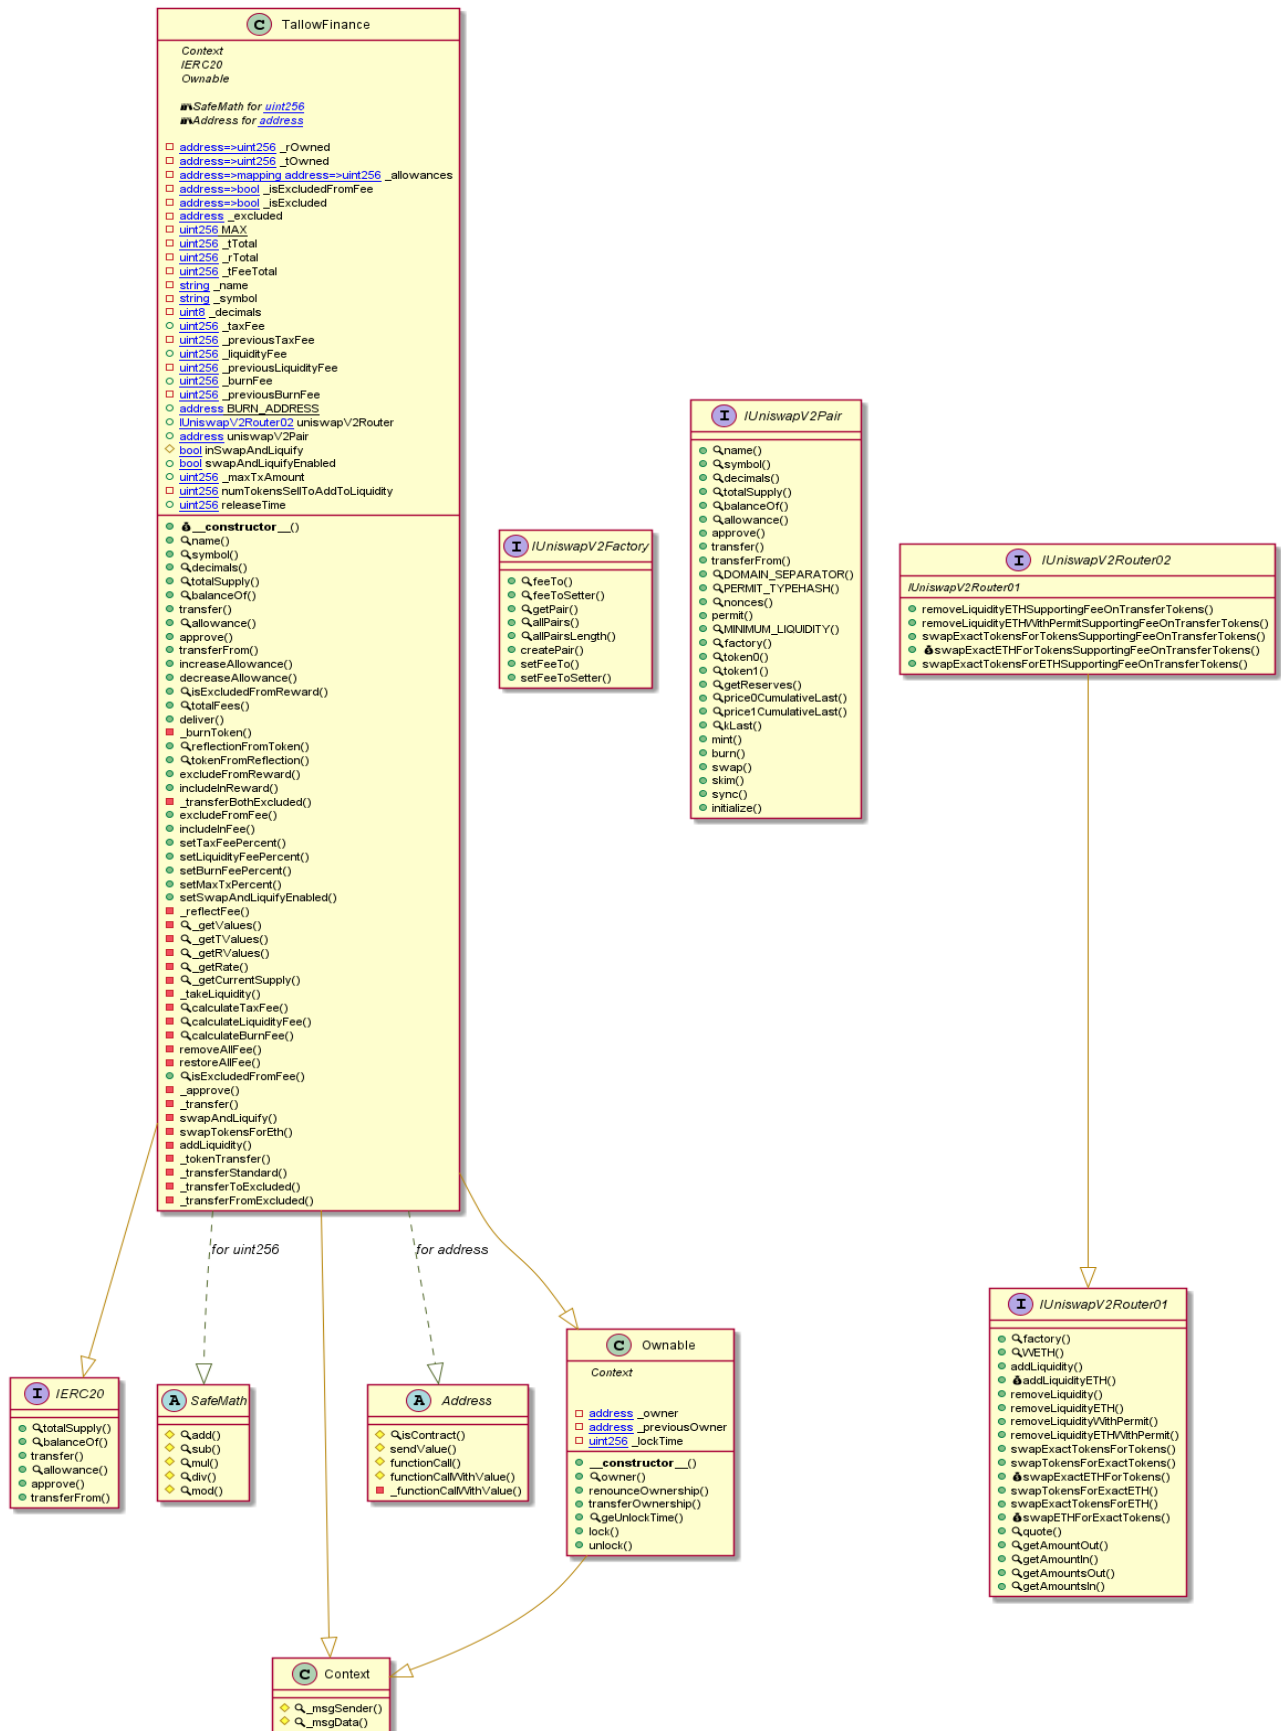 C TallowFinance
Context
IERC20
Ownable
SafeMath for uint256
Address for address
address=>uint256 _rOwned
address=>uint256 _tOwned
address=>mapping address=>uint256 _allowances
address=>bool _isExcludedFromFee
address=>bool _isExcluded
address _excluded
uint256 MAX
uint256 _tTotal
uint256 _rTotal
uint256 _tFeeTotal
string _name
string _symbol
uint8 _decimals
uint256 _taxFee
uint256 _previousTaxFee
uint256 _liquidityFee
uint256 _previousLiquidityFee
uint256 _burnFee
uint256 _previousBurnFee
address BURN_ADDRESS
IUniswapV2Router02 uniswapV2Router
address uniswapV2Pair
bool inSwapAndLiquify
bool swapAndLiquifyEnabled
uint256 _maxTxAmount
uint256 numTokensSellToAddToLiquidity
uint256 releaseTime
__constructor__()
name()
symbol()
decimals()
totalSupply()
balanceOf()
transfer()
allowance()
approve()
transferFrom()
increaseAllowance()
decreaseAllowance()
isExcludedFromReward()
totalFees()
deliver()
_burnToken()
reflectionFromToken()
tokenFromReflection()
excludeFromReward()
includeInReward()
_transferBothExcluded()
excludeFromFee()
includeInFee()
setTaxFeePercent()
setLiquidityFeePercent()
setBurnFeePercent()
setMaxTxPercent()
setSwapAndLiquifyEnabled()
_reflectFee()
_getValues()
_getTValues()
_getRValues()
_getRate()
_getCurrentSupply()
_takeLiquidity()
calculateTaxFee()
calculateLiquidityFee()
calculateBurnFee()
removeAllFee()
restoreAllFee()
isExcludedFromFee()
_approve()
_transfer()
swapAndLiquify()
swapTokensForEth()
addLiquidity()
_tokenTransfer()
_transferStandard()
_transferToExcluded()
_transferFromExcluded()
I IUniswapV2Factory
feeTo()
feeToSetter()
getPair()
allPairs()
allPairsLength()
createPair()
setFeeTo()
setFeeToSetter()
I IUniswapV2Pair
name()
symbol()
decimals()
totalSupply()
balanceOf()
allowance()
approve()
transfer()
transferFrom()
DOMAIN_SEPARATOR()
PERMIT_TYPEHASH()
nonces()
permit()
MINIMUM_LIQUIDITY()
factory()
token0()
token1()
getReserves()
price0CumulativeLast()
price1CumulativeLast()
kLast()
mint()
burn()
swap()
skim()
sync()
initialize()
I IUniswapV2Router02
IUniswapV2Router01
removeLiquidityETHSupportingFeeOnTransferTokens()
removeLiquidityETHWithPermitSupportingFeeOnTransferTokens()
swapExactTokensForTokensSupportingFeeOnTransferTokens()
swapExactETHForTokensSupportingFeeOnTransferTokens()
swapExactTokensForETHSupportingFeeOnTransferTokens()
for uint256
for address
I IERC20
totalSupply()
balanceOf()
transfer()
allowance()
approve()
transferFrom()
A SafeMath
add()
sub()
mul()
div()
mod()
A Address
isContract()
sendValue()
functionCall()
functionCallWithValue()
_functionCallWithValue()
C Ownable
Context
address _owner
address _previousOwner
uint256 _lockTime
__constructor__()
owner()
renounceOwnership()
transferOwnership()
geUnlockTime()
lock()
unlock()
I IUniswapV2Router01
factory()
WETH()
addLiquidity()
addLiquidityETH()
removeLiquidity()
removeLiquidityETH()
removeLiquidityWithPermit()
removeLiquidityETHWithPermit()
swapExactTokensForTokens()
swapTokensForExactTokens()
swapExactETHForTokens()
swapTokensForExactETH()
swapExactTokensForETH()
swapETHForExactTokens()
quote()
getAmountOut()
getAmountIn()
getAmountsOut()
getAmountsIn()
C Context
_msgSender()
_msgData()